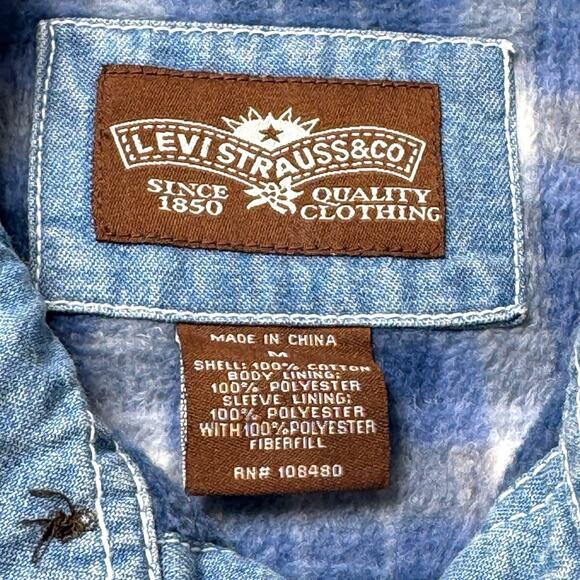 LEVI STRAUSS&CO
SINCE QUALITY
1850 CLOTHING
MADE IN CHINA
M
SHELL: 100% COTTON
BODY LINING:
100% POLYESTER
SLEEVE LINING:
100% POLYESTER
WITH 100%POLYESTER
FIBERFILL
RN# 108480